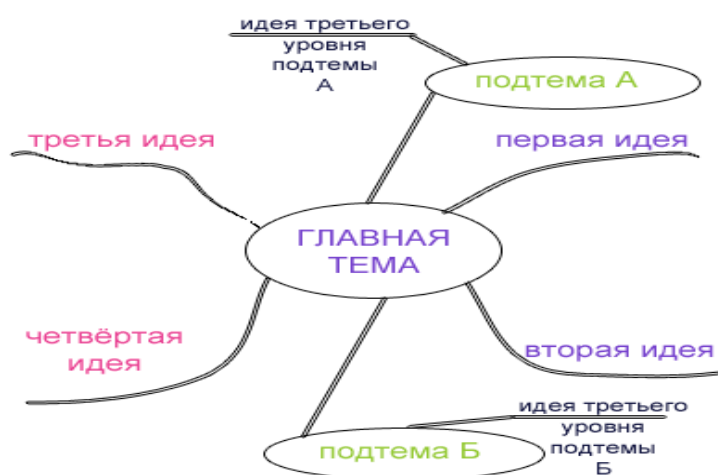 идея третьего
уровня
подтемы
А
подтема А
третья идея
первая идея
ГЛАВНАЯ
ТЕМА
четвёртая
идея
вторая идея
идея третьего
уровня
подтемы
Б
подтема Б